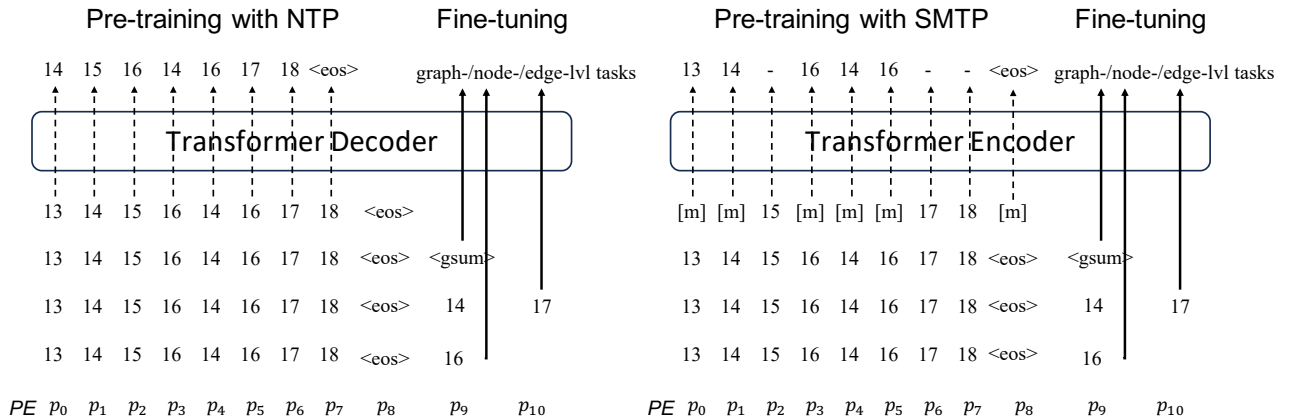 Pre-training with NTP Fine-tuning
14 15 16 14 16 17 18 <eos> graph-/node-/edge-lvl tasks
Transformer Decoder
13 14 15 16 14 16 17 18 <eos>
13 14 15 16 14 16 17 18 <eos> <gsum>
13 14 15 16 14 16 17 18 <eos> 14 17
13 14 15 16 14 16 17 18 <eos> 16
PE p₀ p₁ p₂ p₃ p₄ p₅ p₆ p₇ p₈ p₉ p₁₀
Pre-training with SMTP Fine-tuning
13 14 - 16 14 16 - - <eos> graph-/node-/edge-lvl tasks
Transformer Encoder
[m] [m] 15 [m] [m] [m] 17 18 [m]
13 14 15 16 14 16 17 18 <eos> <gsum>
13 14 15 16 14 16 17 18 <eos> 14 17
13 14 15 16 14 16 17 18 <eos> 16
PE p₀ p₁ p₂ p₃ p₄ p₅ p₆ p₇ p₈ p₉ p₁₀